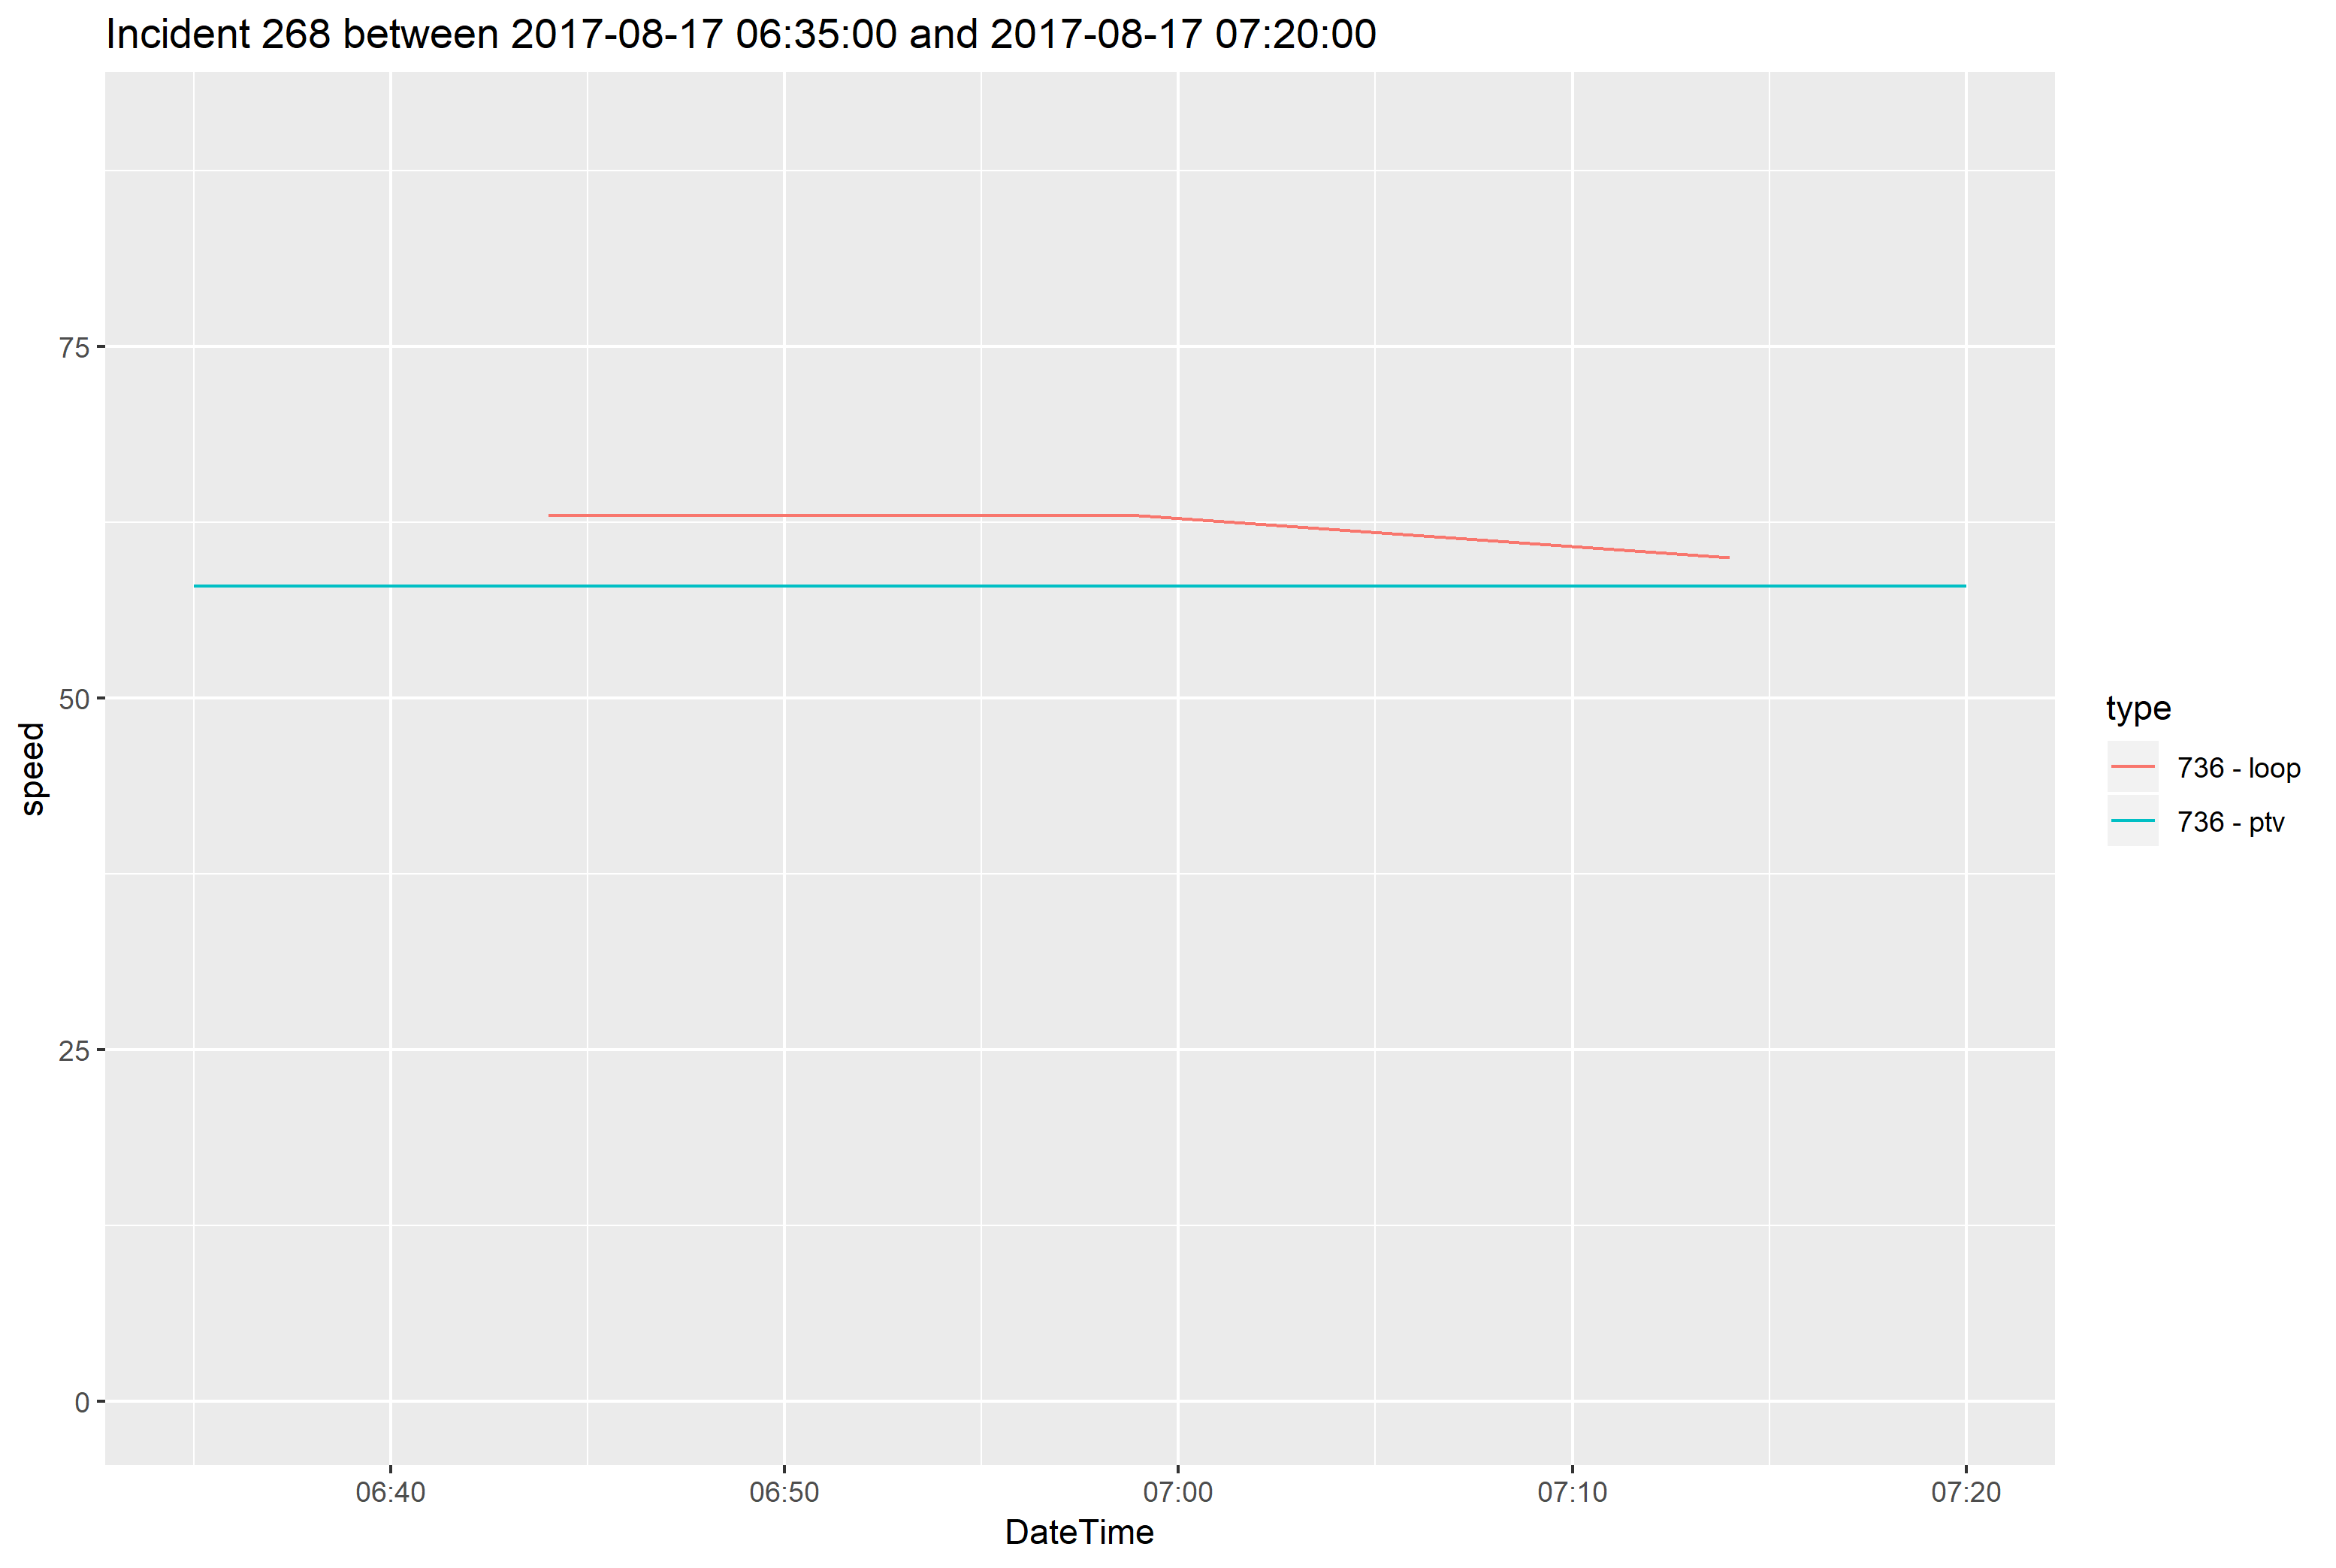 Incident 268 between 2017-08-17 06:35:00 and 2017-08-17 07:20:00
75
50
25
0
speed
06:40 06:50 07:00 07:10 07:20
DateTime
type
736 - loop
736 - ptv